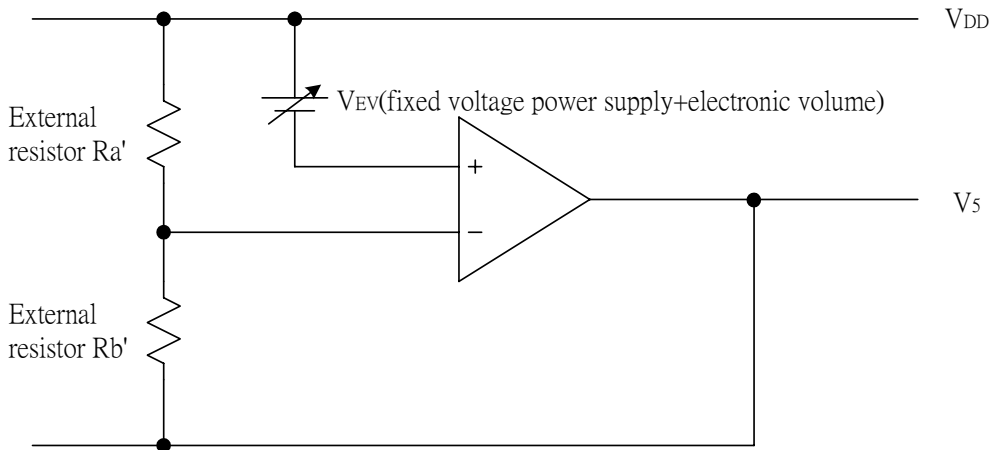 VDD
VEV(fixed voltage power supply+electronic volume)
External
resistor Ra'
+
V5
−
External
resistor Rb'